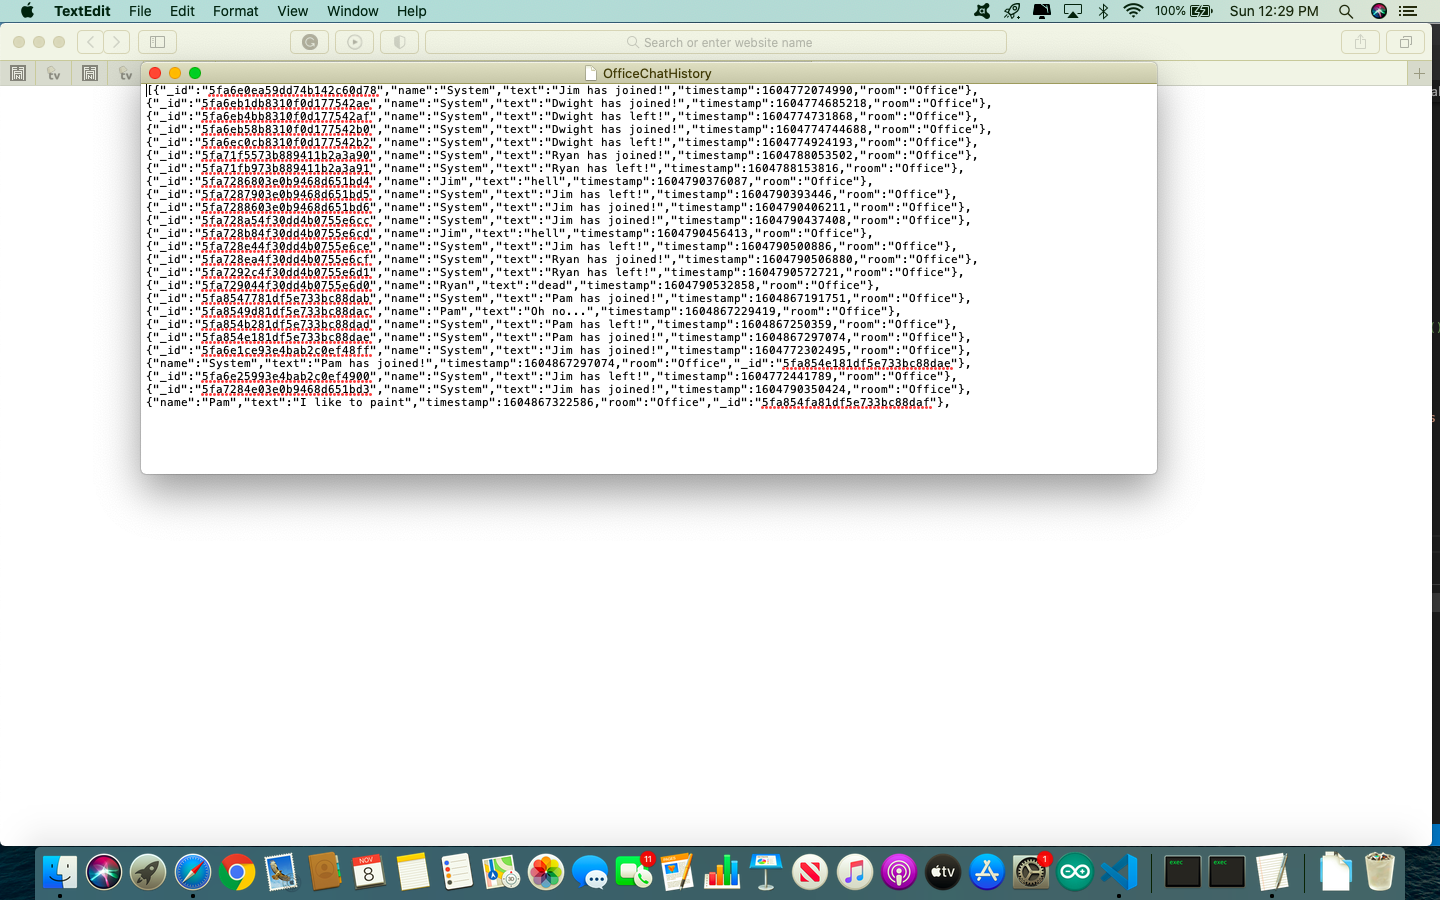 TextEdit File Edit Format View Window Help 100% Sun 12:29 PM
Search or enter website name
tv tv
OfficeChatHistory
[{"_id":"5fa6e0ea59dd74b142c60d78","name":"System","text":"Jim has joined!","timestamp":1604772074990,"room":"Office"},
{"_id":"5fa6eb1db8310f0d177542ae","name":"System","text":"Dwight has joined!","timestamp":1604774685218,"room":"Office"},
{"_id":"5fa6eb4bb8310f0d177542af","name":"System","text":"Dwight has left!","timestamp":1604774731868,"room":"Office"},
{"_id":"5fa6eb58b8310f0d177542b0","name":"System","text":"Dwight has joined!","timestamp":1604774744688,"room":"Office"},
{"_id":"5fa6ec0cb8310f0d177542b2","name":"System","text":"Dwight has left!","timestamp":1604774924193,"room":"Office"},
{"_id":"5fa71f5573b889411b2a3a90","name":"System","text":"Ryan has joined!","timestamp":1604788053502,"room":"Office"},
{"_id":"5fa71fb973b889411b2a3a91","name":"System","text":"Ryan has left!","timestamp":1604788153816,"room":"Office"},
{"_id":"5fa7286803e0b9468d651bd4","name":"Jim","text":"hell","timestamp":1604790376087,"room":"Office"},
{"_id":"5fa7287903e0b9468d651bd5","name":"System","text":"Jim has left!","timestamp":1604790393446,"room":"Office"},
{"_id":"5fa7288603e0b9468d651bd6","name":"System","text":"Jim has joined!","timestamp":1604790406211,"room":"Office"},
{"_id":"5fa728a54f30dd4b0755e6cc","name":"System","text":"Jim has joined!","timestamp":1604790437408,"room":"Office"},
{"_id":"5fa728b84f30dd4b0755e6cd","name":"Jim","text":"hell","timestamp":1604790456413,"room":"Office"},
{"_id":"5fa728e44f30dd4b0755e6ce","name":"System","text":"Jim has left!","timestamp":1604790500886,"room":"Office"},
{"_id":"5fa728ea4f30dd4b0755e6cf","name":"System","text":"Ryan has joined!","timestamp":1604790506880,"room":"Office"},
{"_id":"5fa7292c4f30dd4b0755e6d1","name":"System","text":"Ryan has left!","timestamp":1604790572721,"room":"Office"},
{"_id":"5fa729044f30dd4b0755e6d0","name":"Ryan","text":"dead","timestamp":1604790532858,"room":"Office"},
{"_id":"5fa8547781df5e733bc88dab","name":"System","text":"Pam has joined!","timestamp":1604867191751,"room":"Office"},
{"_id":"5fa8549d81df5e733bc88dac","name":"Pam","text":"Oh no...","timestamp":1604867229419,"room":"Office"},
{"_id":"5fa854b281df5e733bc88dad","name":"System","text":"Pam has left!","timestamp":1604867250359,"room":"Office"},
{"_id":"5fa854e181df5e733bc88dae","name":"System","text":"Pam has joined!","timestamp":1604867297074,"room":"Office"},
{"_id":"5fa6e1ce93e4bab2c0ef48ff","name":"System","text":"Jim has joined!","timestamp":1604772302495,"room":"Office"},
{"name":"System","text":"Pam has joined!","timestamp":1604867297074,"room":"Office","_id":"5fa854e181df5e733bc88dae"},
{"_id":"5fa6e25993e4bab2c0ef4900","name":"System","text":"Jim has left!","timestamp":1604772441789,"room":"Office"},
{"_id":"5fa7284e03e0b9468d651bd3","name":"System","text":"Jim has joined!","timestamp":1604790350424,"room":"Office"},
{"name":"Pam","text":"I like to paint","timestamp":1604867322586,"room":"Office","_id":"5fa854fa81df5e733bc88daf"},
NOV 8 11 tv 1 exec exec